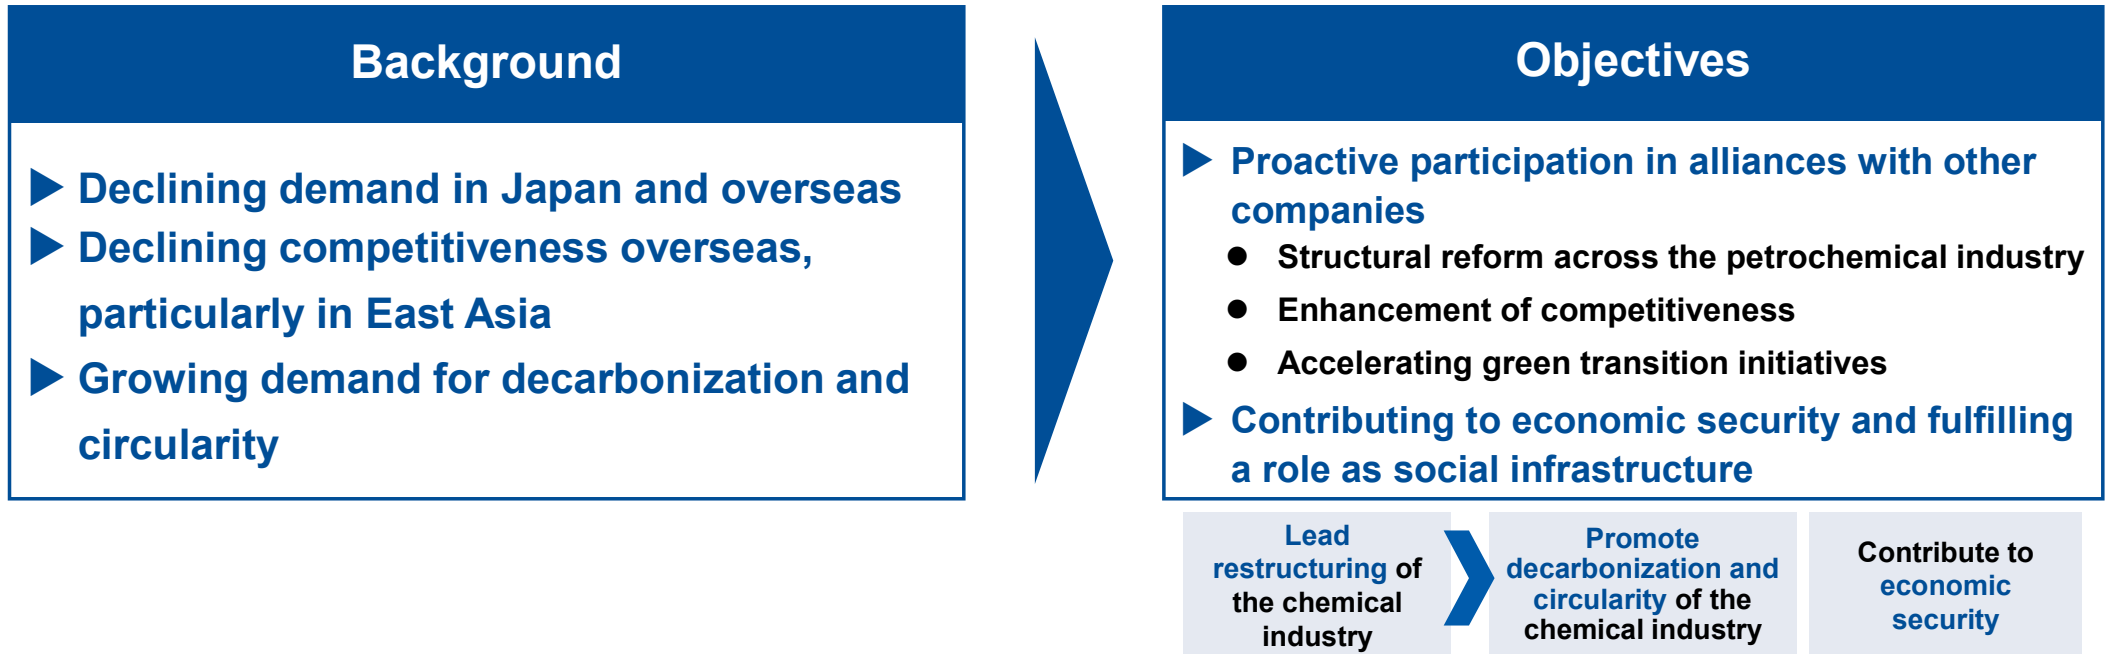 Background
Declining demand in Japan and overseas
Declining competitiveness overseas,
particularly in East Asia
Growing demand for decarbonization and
circularity
Objectives
Proactive participation in alliances with other
companies
Structural reform across the petrochemical industry
Enhancement of competitiveness
Accelerating green transition initiatives
Contributing to economic security and fulfilling
a role as social infrastructure
Lead
restructuring of
the chemical
industry
Promote
decarbonization and
circularity of the
chemical industry
Contribute to
economic
security